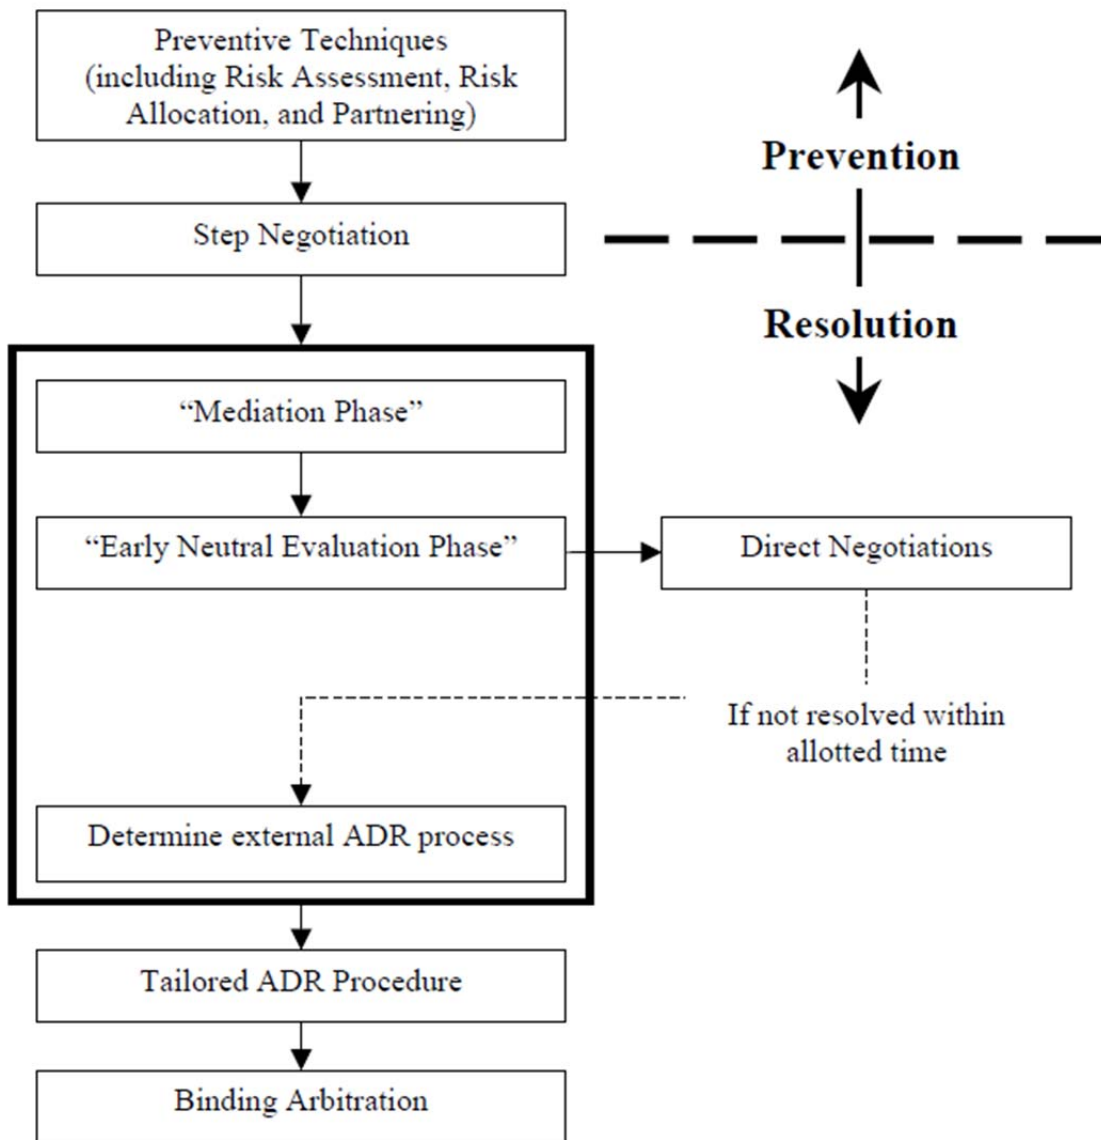 Preventive Techniques
(including Risk Assessment, Risk
Allocation, and Partnering)
Prevention
Step Negotiation
Resolution
“Mediation Phase”
“Early Neutral Evaluation Phase”
Direct Negotiations
If not resolved within
allotted time
Determine external ADR process
Tailored ADR Procedure
Binding Arbitration